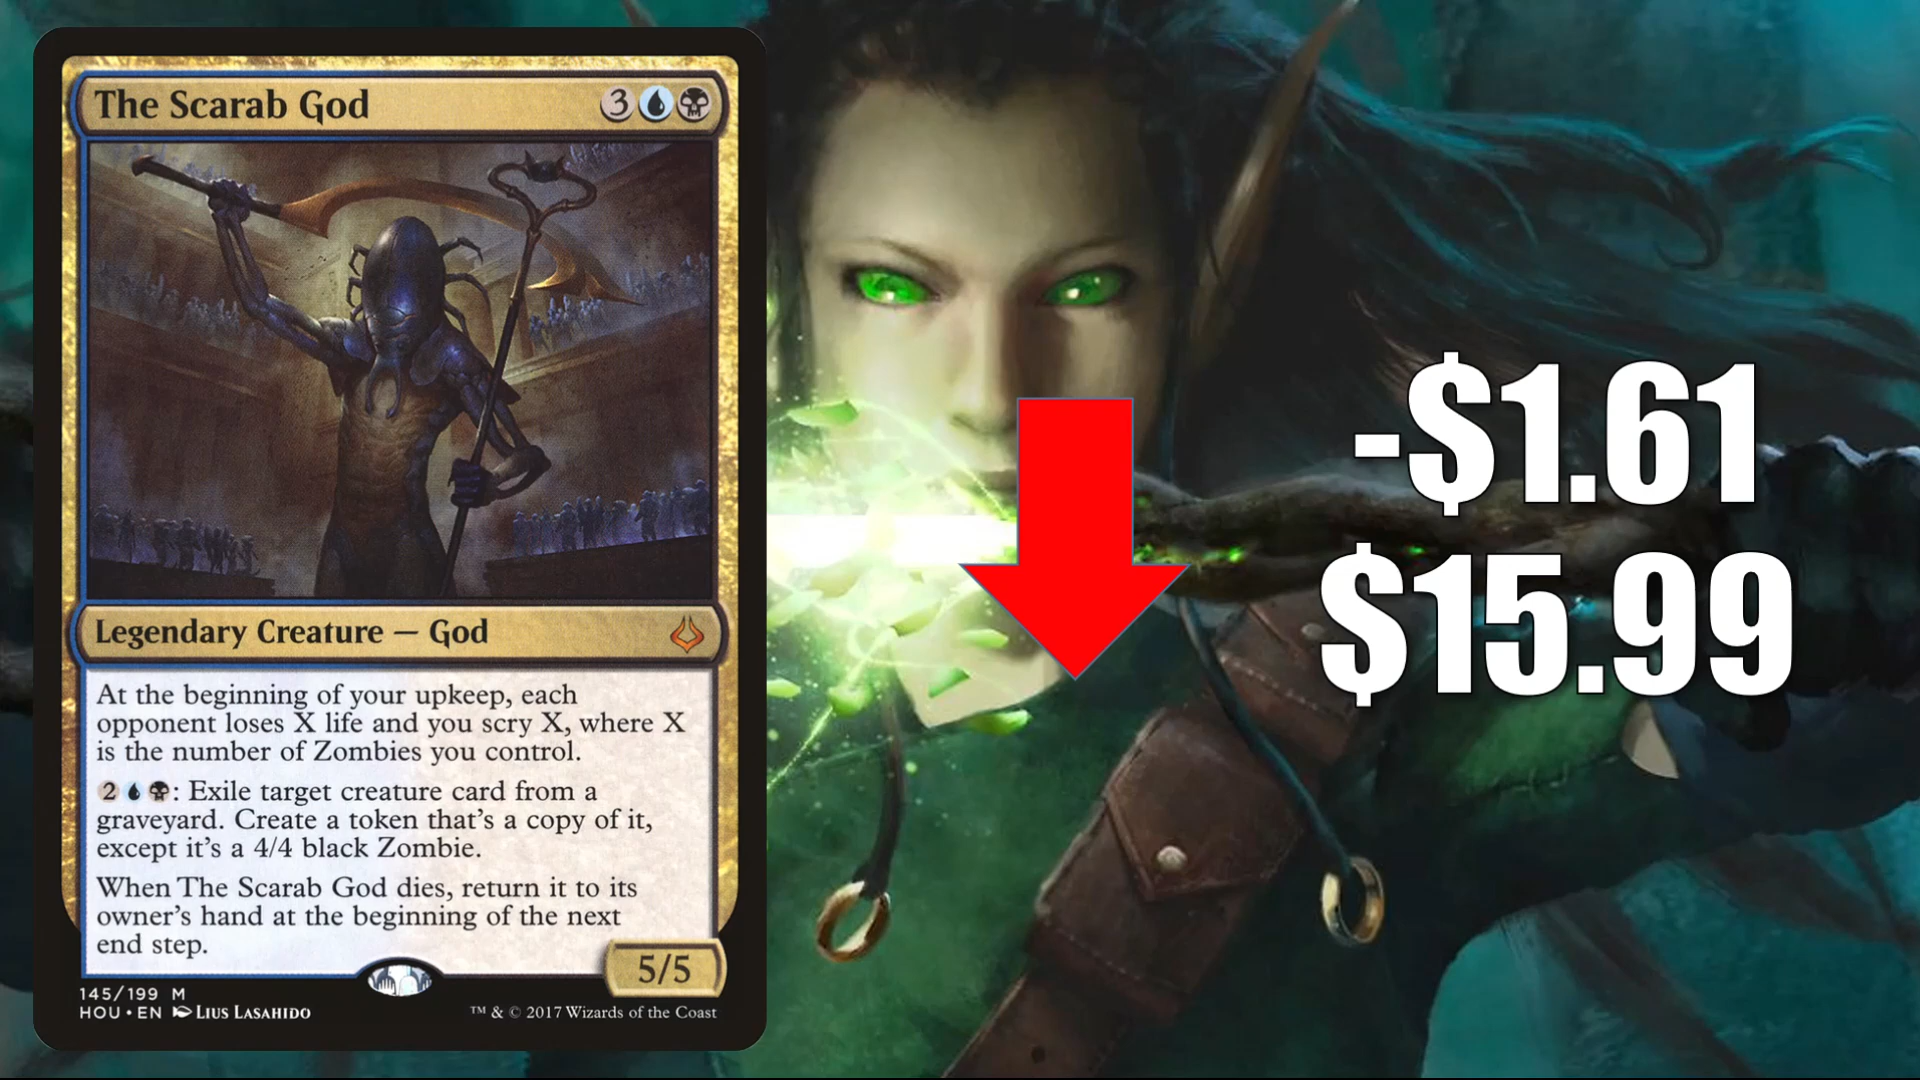 The Scarab God
3
Legendary Creature — God
At the beginning of your upkeep, each
opponent loses X life and you scry X, where X
is the number of Zombies you control.
2 : Exile target creature card from a
graveyard. Create a token that's a copy of it,
except it's a 4/4 black Zombie.
When The Scarab God dies, return it to its
owner's hand at the beginning of the next
end step.
5/5
145/199 M
HOU • EN LIUS LASAHIDO
™ & © 2017 Wizards of the Coast
-$1.61
$15.99